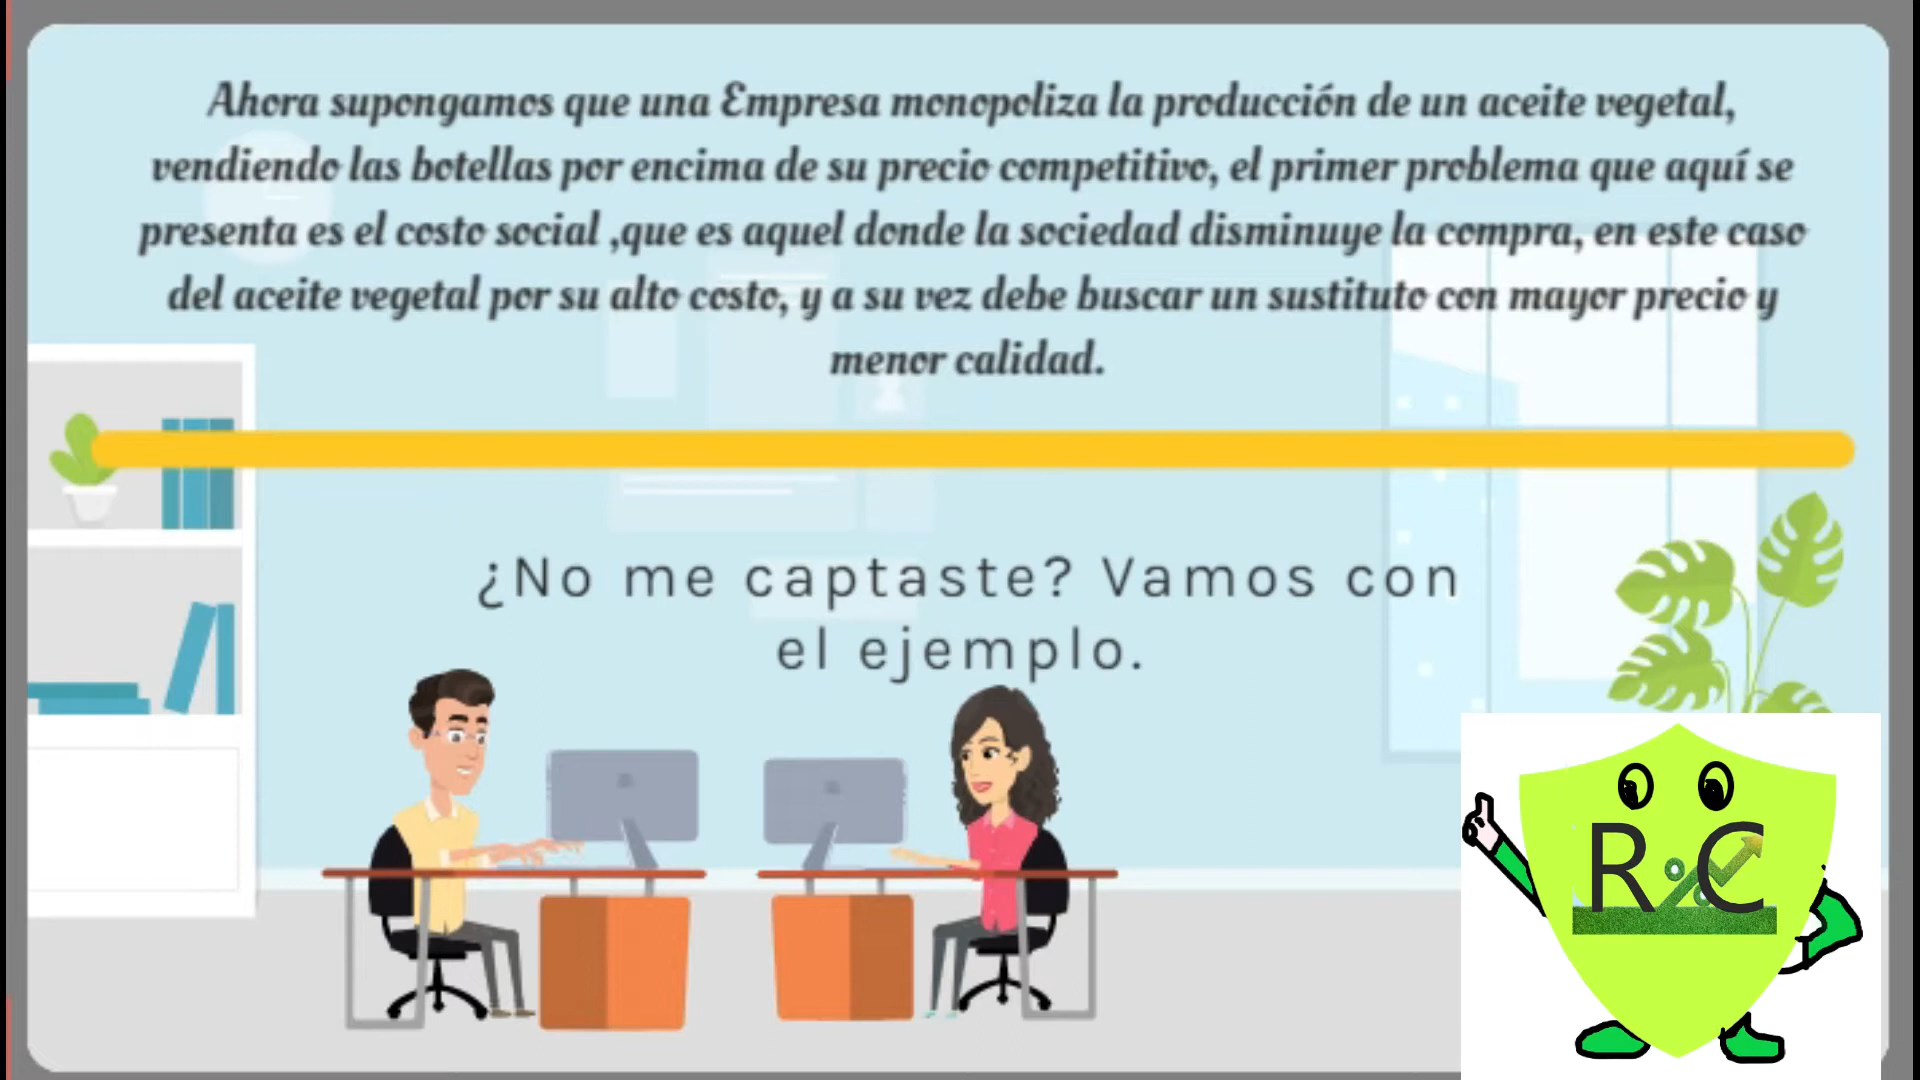 Ahora supongamos que una Empresa monopoliza la producción de un aceite vegetal,
vendiendo las botellas por encima de su precio competitivo, el primer problema que aquí se
presenta es el costo social ,que es aquel donde la sociedad disminuye la compra, en este caso
del aceite vegetal por su alto costo, y a su vez debe buscar un sustituto con mayor precio y
menor calidad.
¿No me captaste? Vamos con
el ejemplo.
R%C